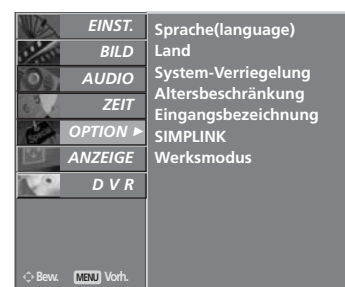 EINST.
BILD
AUDIO
ZEIT
OPTION ►
ANZEIGE
D V R
Sprache(language)
Land
System-Verriegelung
Altersbeschränkung
Eingangsbezeichnung
SIMPLINK
Werksmodus
Bew. MENU Vorh.